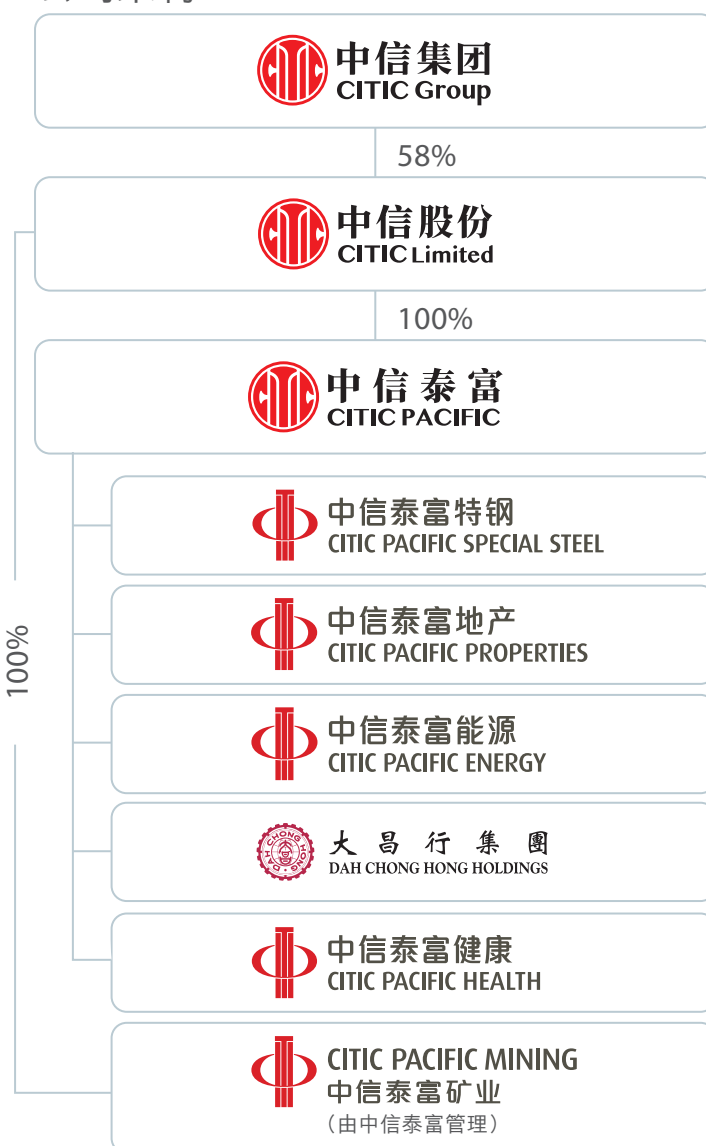 中信集团
CITIC Group
58%
中信股份
CITIC Limited
100%
中信泰富
CITIC PACIFIC
中信泰富特钢
CITIC PACIFIC SPECIAL STEEL
中信泰富地产
CITIC PACIFIC PROPERTIES
100%
中信泰富能源
CITIC PACIFIC ENERGY
DAH CHONG HONG
大昌行集團
DAH CHONG HONG HOLDINGS
中信泰富健康
CITIC PACIFIC HEALTH
CITIC PACIFIC MINING
中信泰富矿业
（由中信泰富管理）